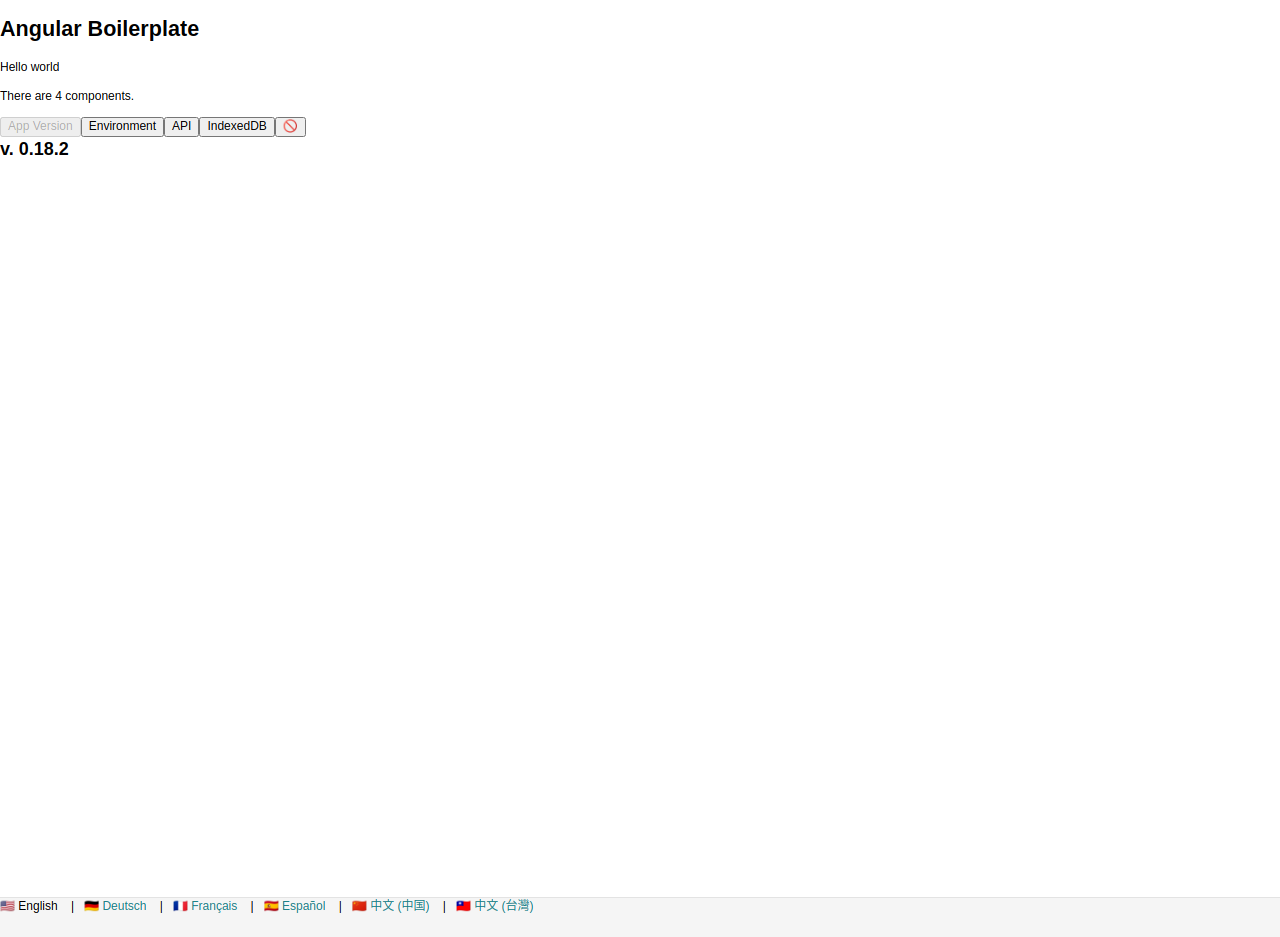 Angular Boilerplate
Hello world
There are 4 components.
App Version Environment API IndexedDB 🚫
v. 0.18.2
🇺🇸 English | 🇩🇪 Deutsch | 🇫🇷 Français | 🇪🇸 Español | 🇨🇳 中文 (中国) | 🇹🇼 中文 (台灣)